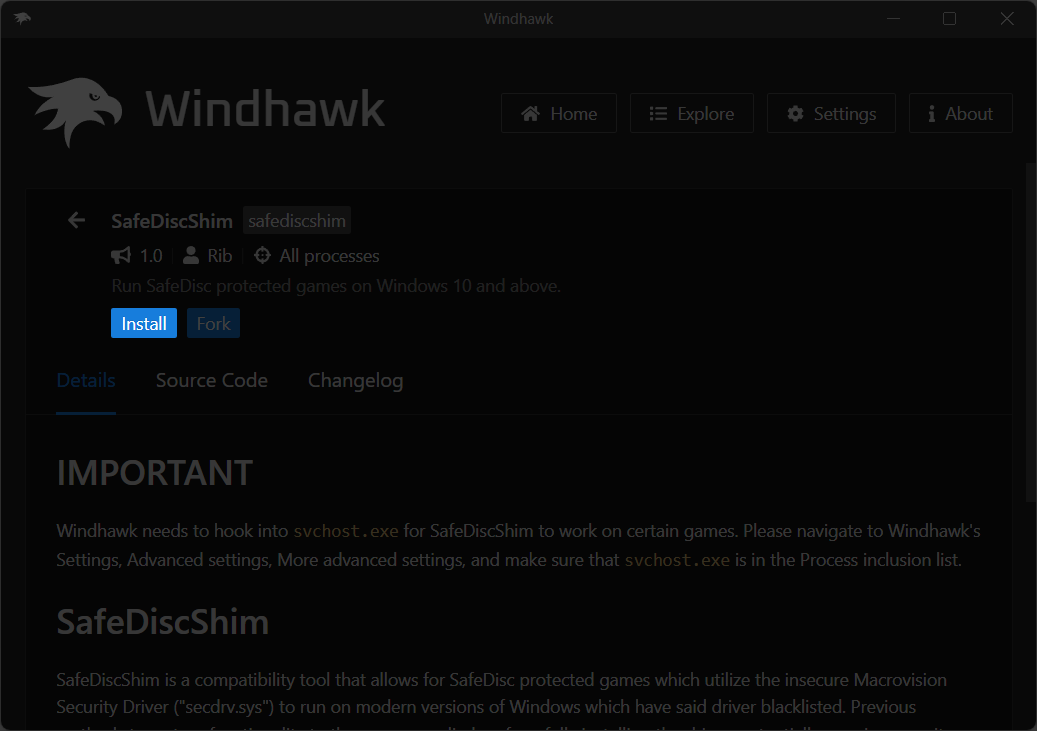 Windhawk
Windhawk
Home
Explore
Settings
About
SafeDiscShim safediscshim
1.0 Rib All processes
Run SafeDisc protected games on Windows 10 and above.
Install Fork
Details Source Code Changelog
IMPORTANT
Windhawk needs to hook into svchost.exe for SafeDiscShim to work on certain games. Please navigate to Windhawk's
Settings, Advanced settings, More advanced settings, and make sure that svchost.exe is in the Process inclusion list.
SafeDiscShim
SafeDiscShim is a compatibility tool that allows for SafeDisc protected games which utilize the insecure Macrovision
Security Driver ("secdrv.sys") to run on modern versions of Windows which have said driver blacklisted. Previous